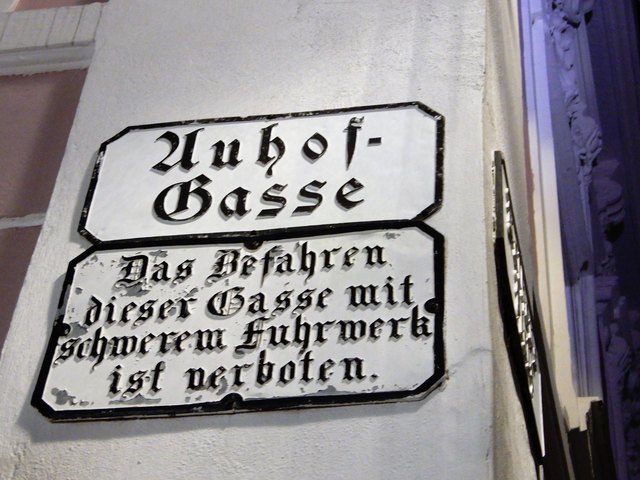 Auhof-
Gasse
Das Befahren
dieser Gasse mit
schwerem Fuhrwerk
ist verboten.